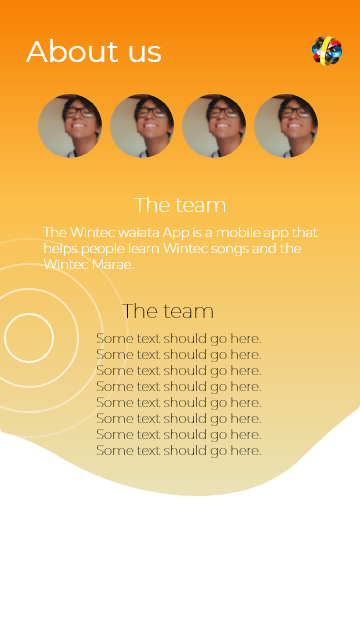 About us
The team
The Wintec waiata App is a mobile app that
helps people learn Wintec songs and the
Wintec Marae.
The team
Some text should go here.
Some text should go here.
Some text should go here.
Some text should go here.
Some text should go here.
Some text should go here.
Some text should go here.
Some text should go here.